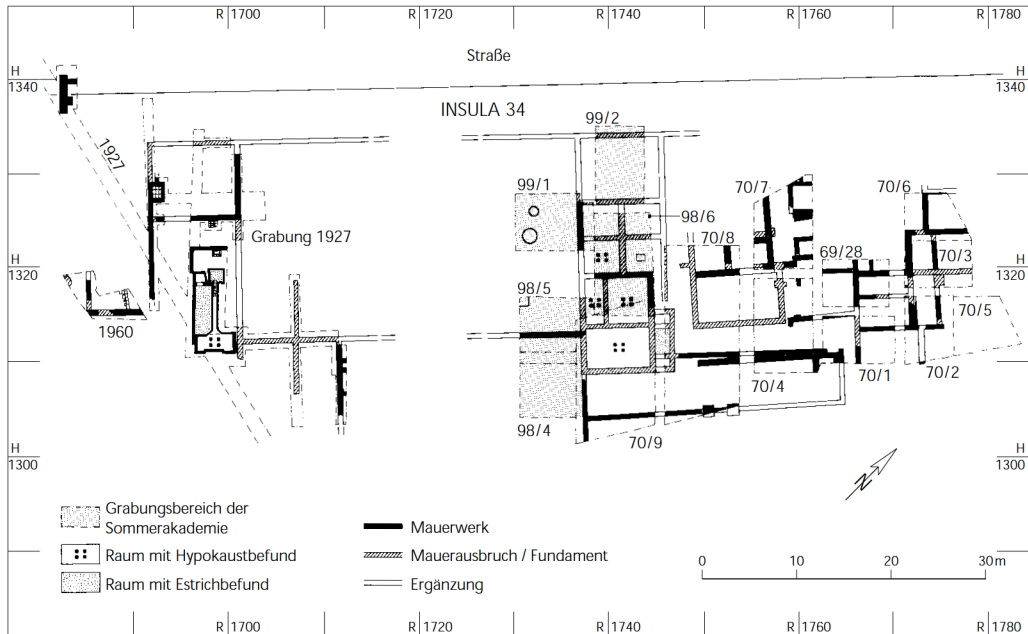 R 1700
R 1720
R 1740
R 1760
R 1780
H
1340
H
1340
Straße
INSULA 34
99/2
1927
99/1
70/7
70/6
98/6
Grabung 1927
70/8
69/28
70/3
H
1320
H
1320
98/5
70/5
1960
70/4
70/1
70/2
98/4
70/9
H
1300
H
1300
N
Grabungsbereich der
Sommerakademie
Mauerwerk
Raum mit Hypokaustbefund
Mauerausbruch / Fundament
Raum mit Estrichbefund
Ergänzung
0 10 20 30 m
R 1700
R 1720
R 1740
R 1760
R 1780